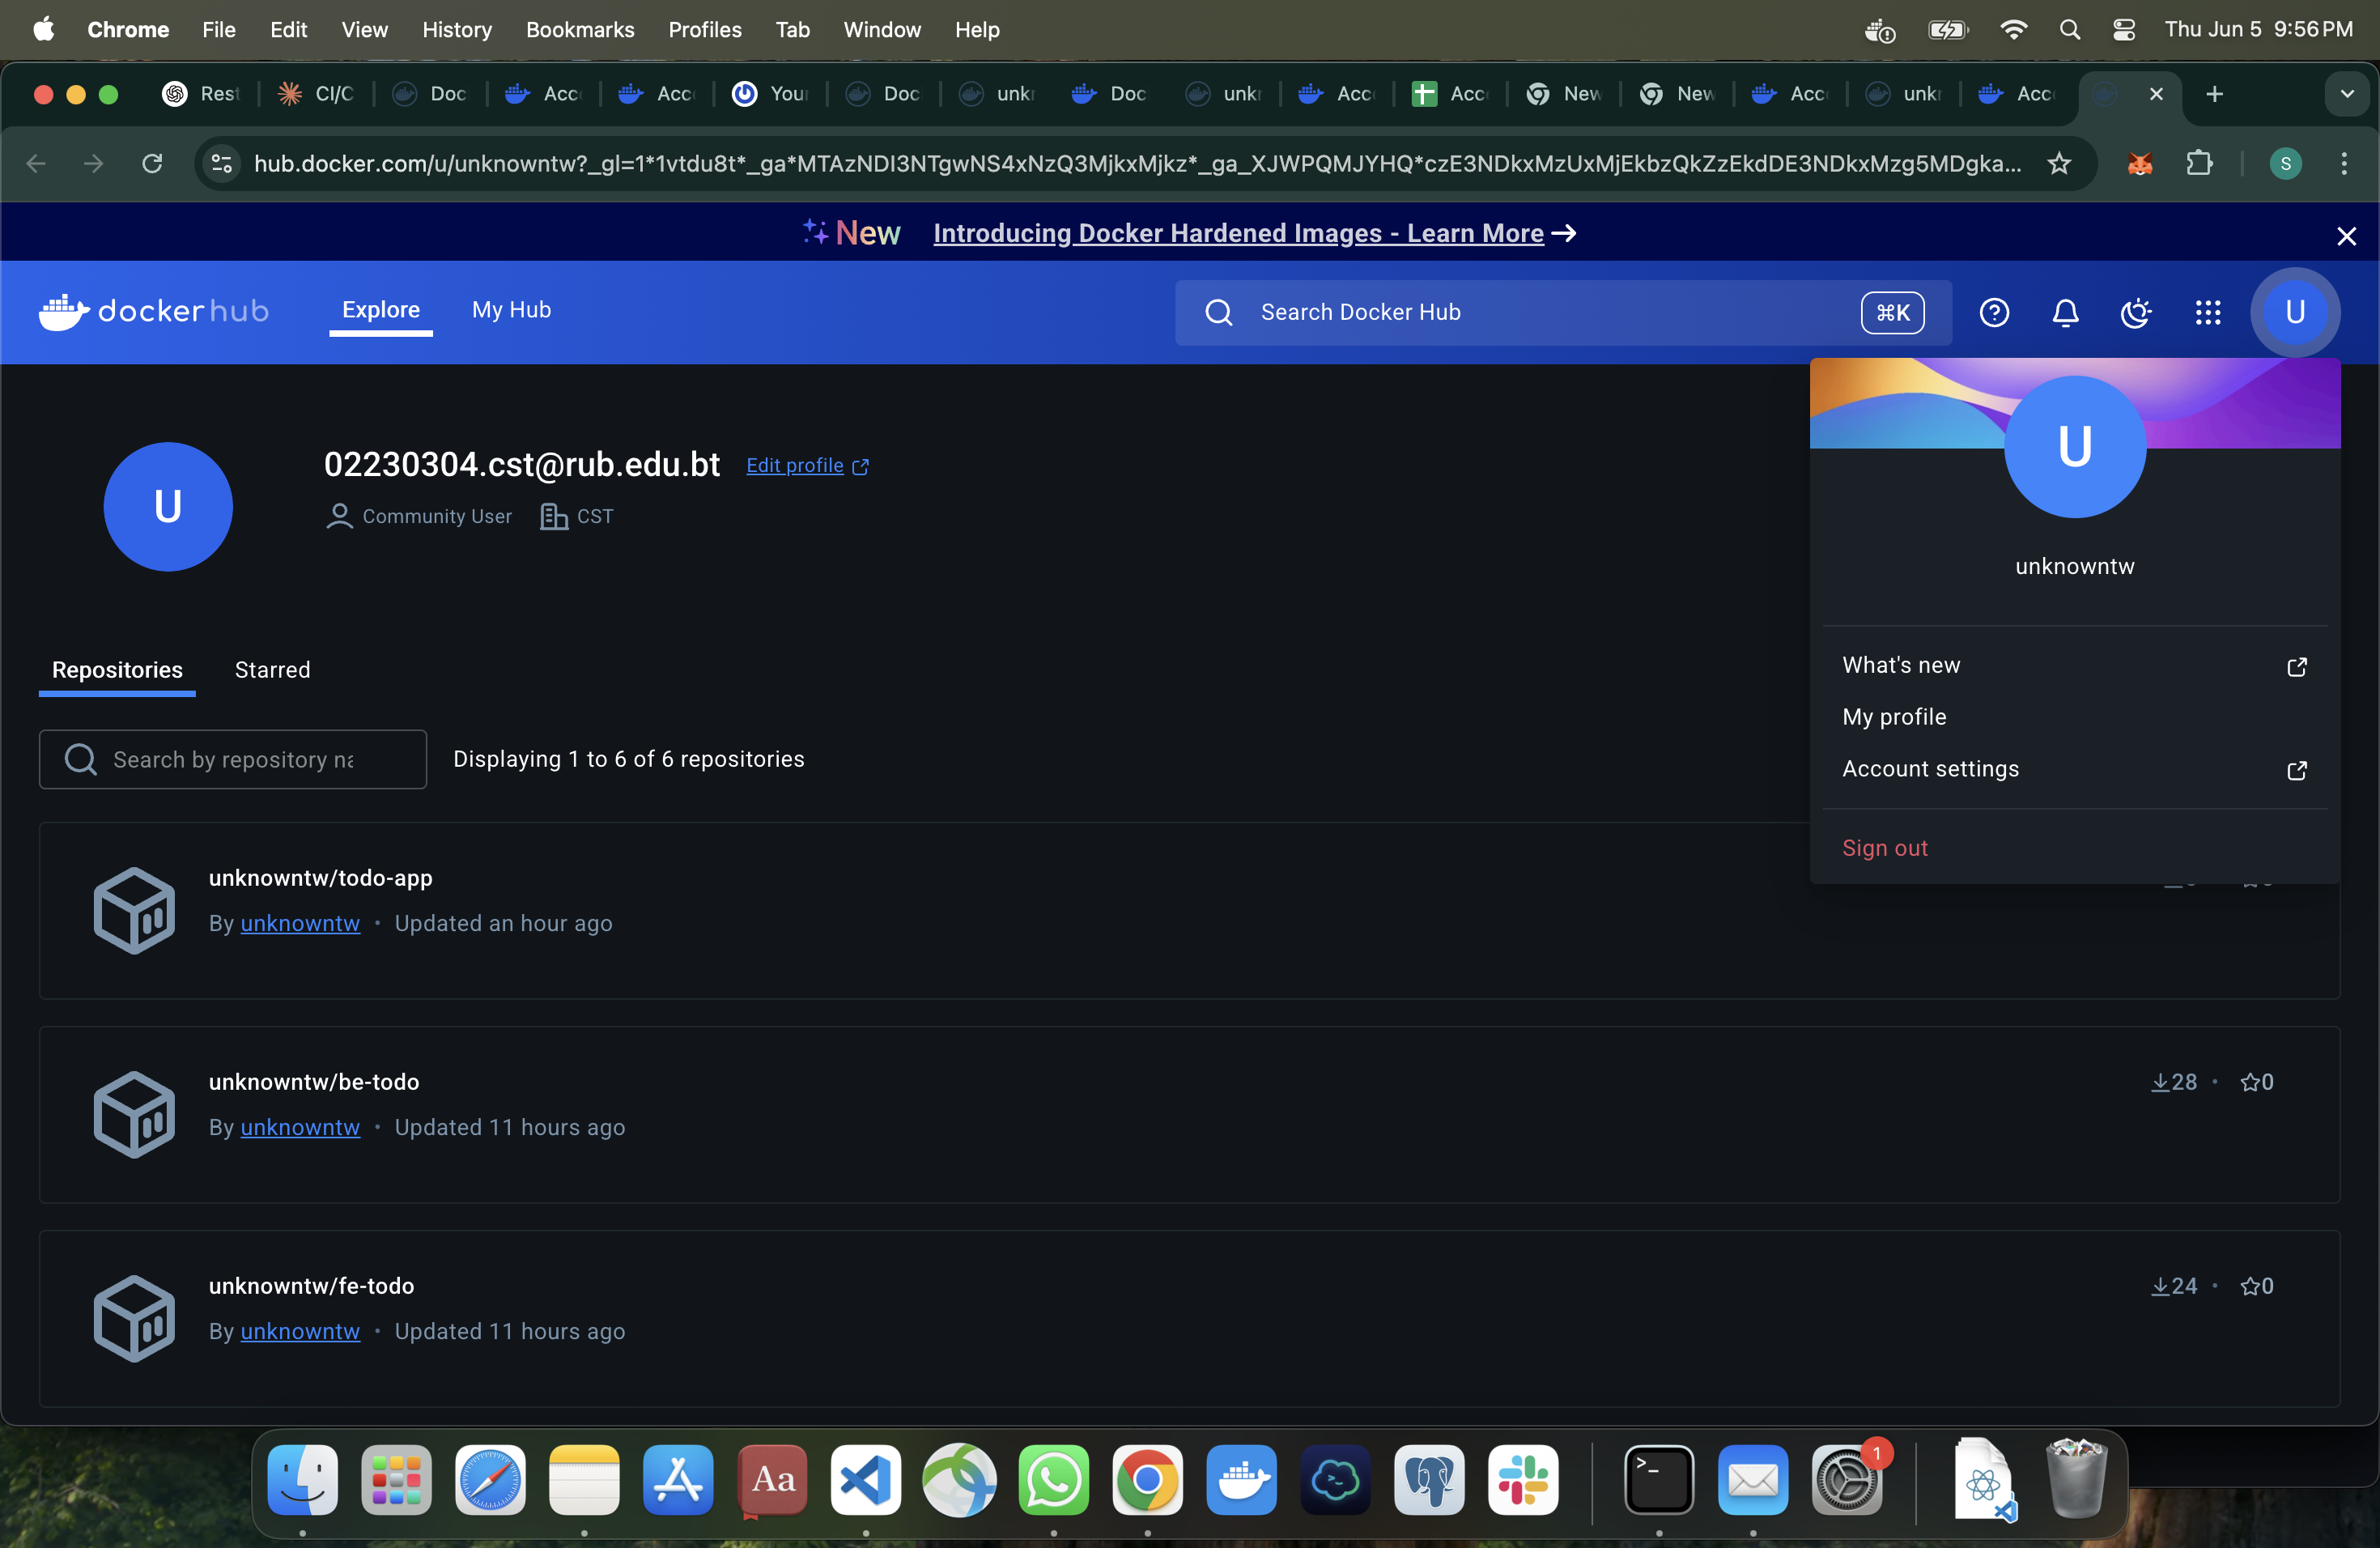 Chrome File Edit View History Bookmarks Profiles Tab Window Help Thu Jun 5 9:56 PM
Rest CI/C Doc Acc Acc Your Doc unkn Doc unkn Acc Acc New New Acc unkn Acc
hub.docker.com/u/unknowntw?_gl=1*1vtdu8t*_ga*MTAzNDI3NTgwNS4xNzQ3MjkxMjkz*_ga_XJWPQMJYHQ*czE3NDkxMzUxMjEkbzQkZzEkdDE3NDkxMzg5MDgka... S
New Introducing Docker Hardened Images - Learn More
dockerhub Explore My Hub Search Docker Hub ⌘K U
U
U
02230304.cst@rub.edu.bt Edit profile
Community User CST
unknowntw
What's new
My profile
Account settings
Sign out
Repositories Starred
Search by repository na
Displaying 1 to 6 of 6 repositories
unknowntw/todo-app
By unknowntw • Updated an hour ago
unknowntw/be-todo
28 • 0
By unknowntw • Updated 11 hours ago
unknowntw/fe-todo
24 • 0
By unknowntw • Updated 11 hours ago
Aa
1